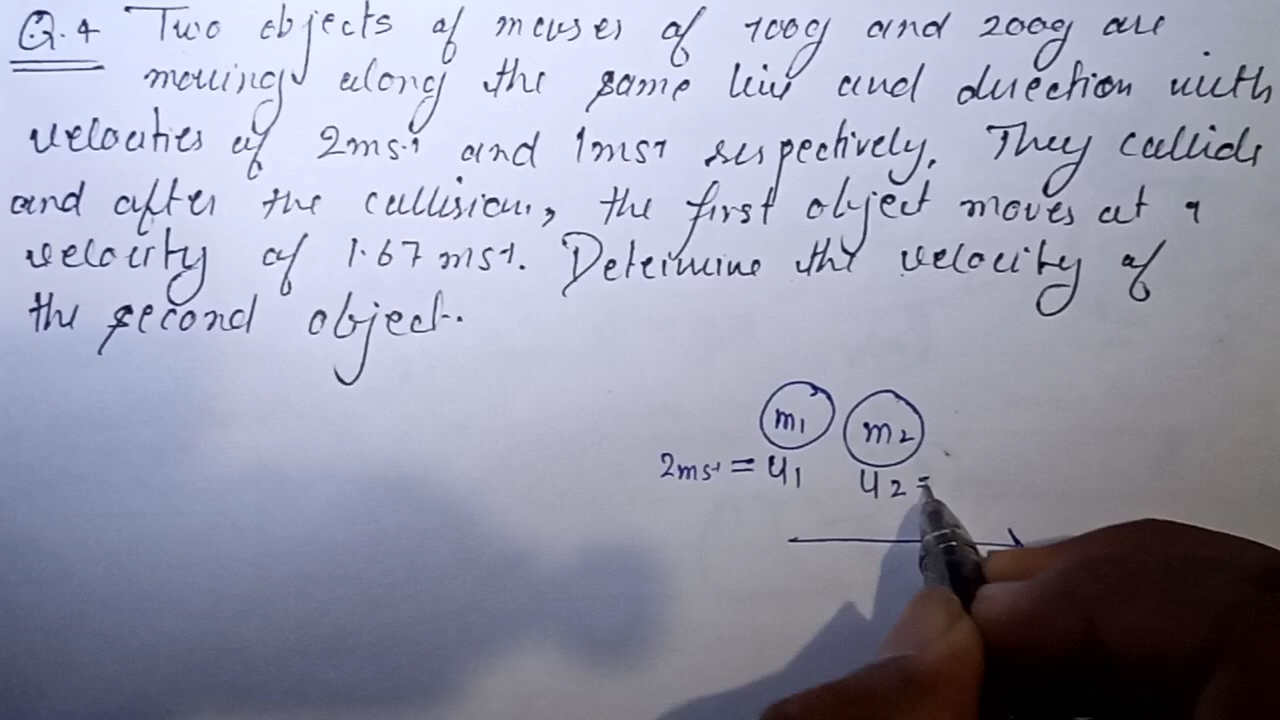 Q.4 Two objects of masses of 100g and 200g are
moving along the same line and direction with
velocities of 2ms-1 and 1ms-1 respectively. They collide
and after the collision, the first object moves at a
velocity of 1.67 ms-1. Determine the velocity of
the second object.
m1 m2
2ms-1 = u1 u2 =